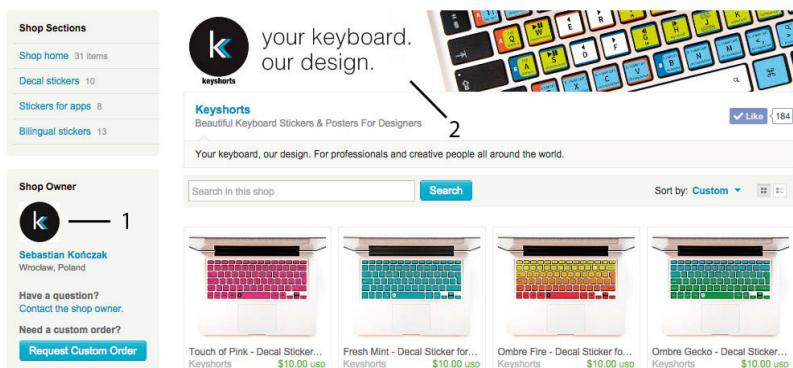 Shop Sections
Shop home 31 items
Decal stickers 10
Stickers for apps 8
Bilingual stickers 13
Shop Owner
k
1
Sebastian Kończak
Wrocław, Poland
Have a question?
Contact the shop owner.
Need a custom order?
Request Custom Order
k
keyshorts
your keyboard.
our design.
2
Keyshorts
Beautiful Keyboard Stickers & Posters For Designers
Like 184
Your keyboard, our design. For professionals and creative people all around the world.
Search in this shop
Search
Sort by: Custom
Touch of Pink - Decal Sticker...
Keyshorts $10.00 USD
Fresh Mint - Decal Sticker for...
Keyshorts $10.00 USD
Ombre Fire - Decal Sticker fo...
Keyshorts $10.00 USD
Ombre Gecko - Decal Sticker...
Keyshorts $10.00 USD